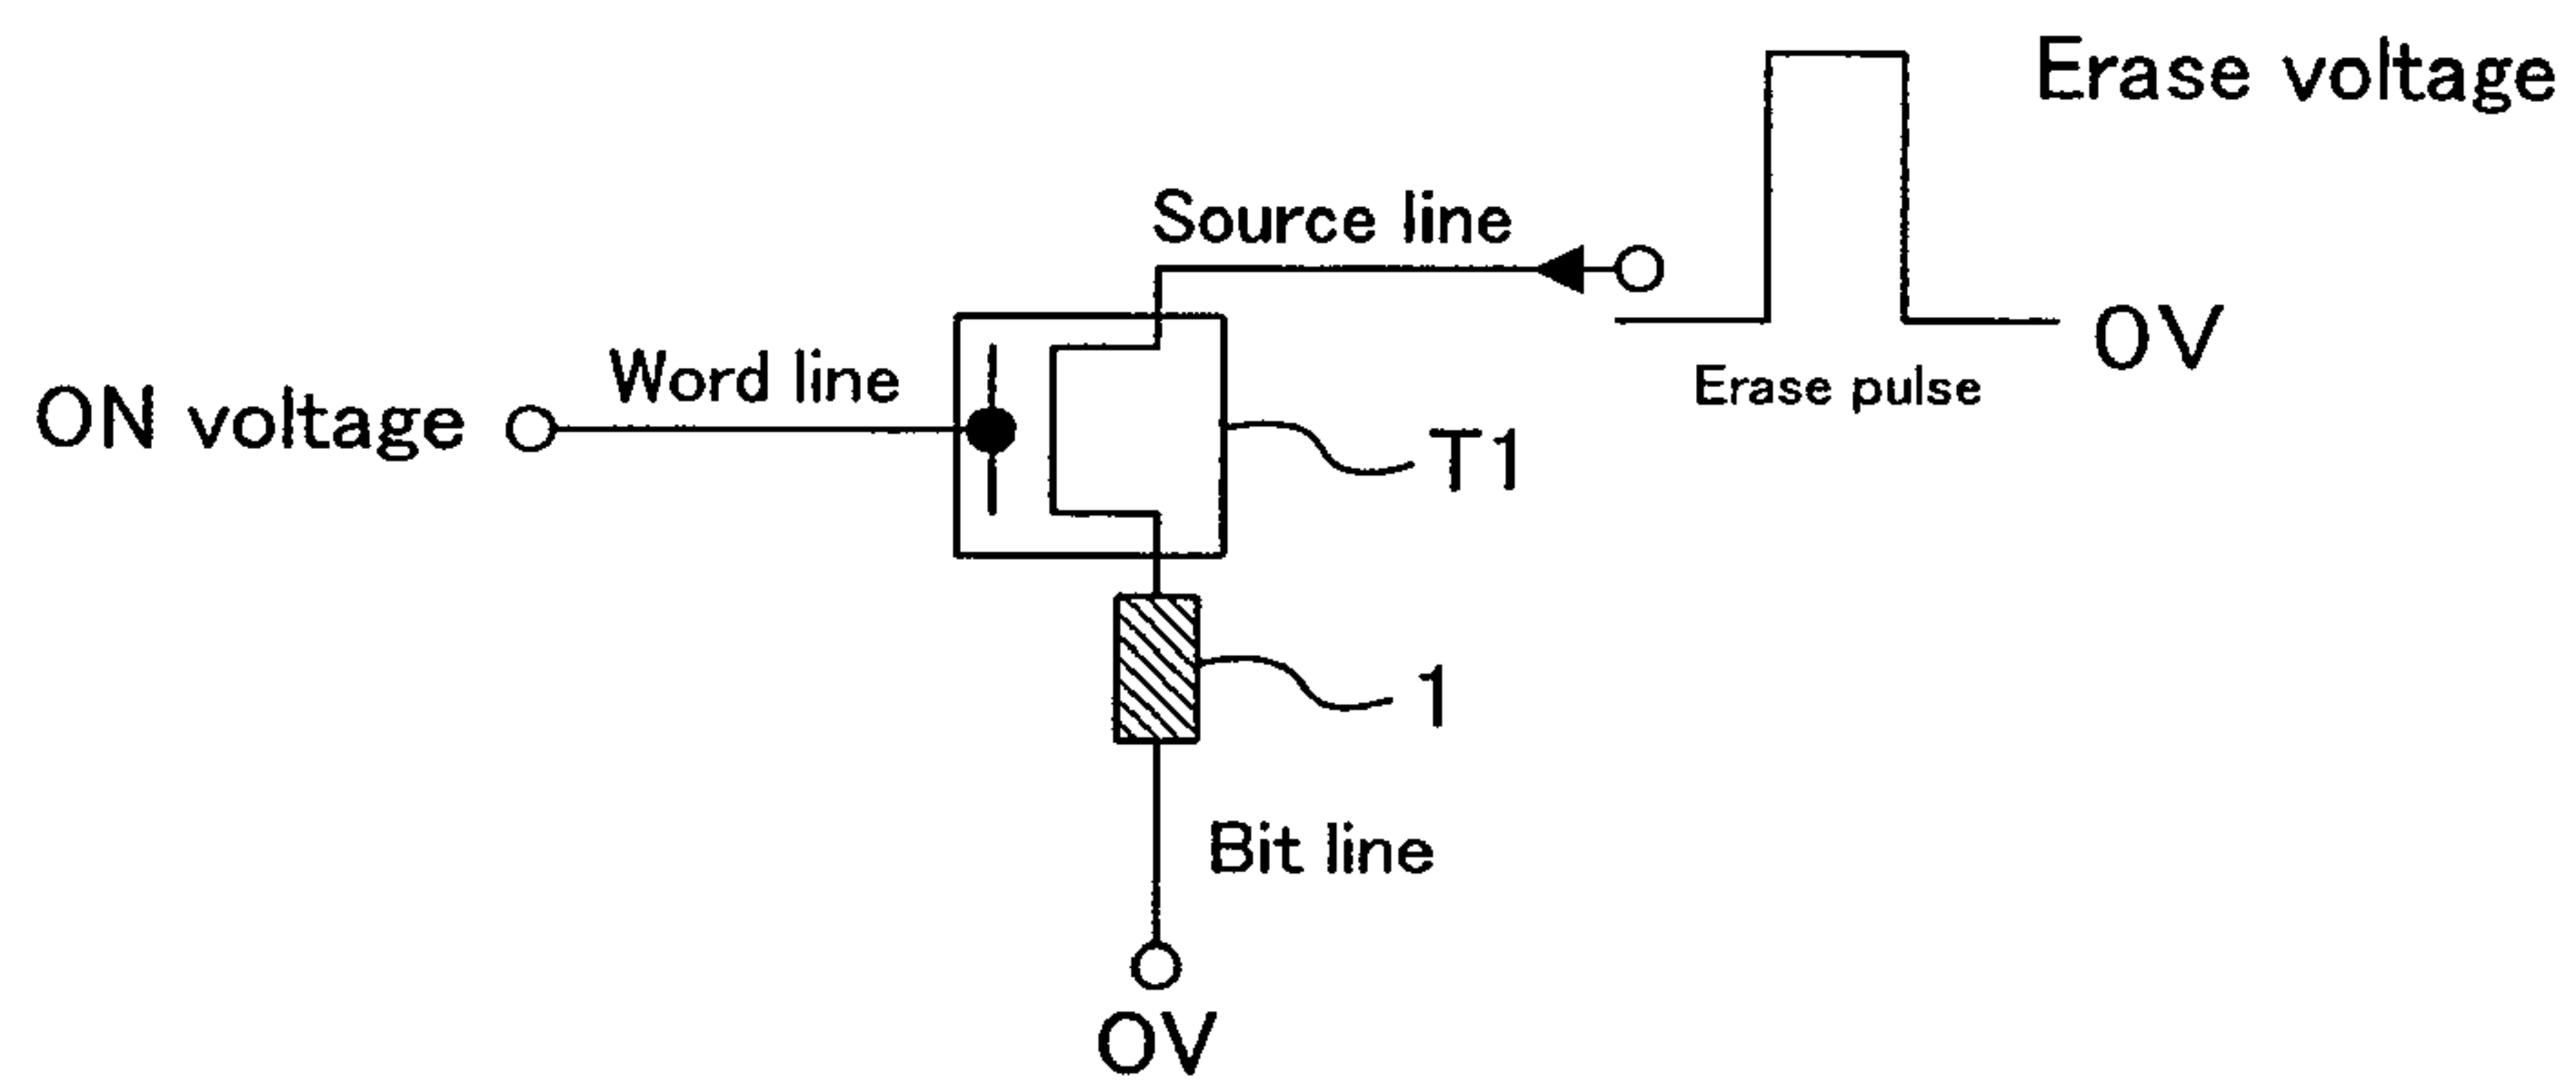 Erase voltage
Source line
0V
Erase pulse
Word line
ON voltage
T1
1
Bit line
0V